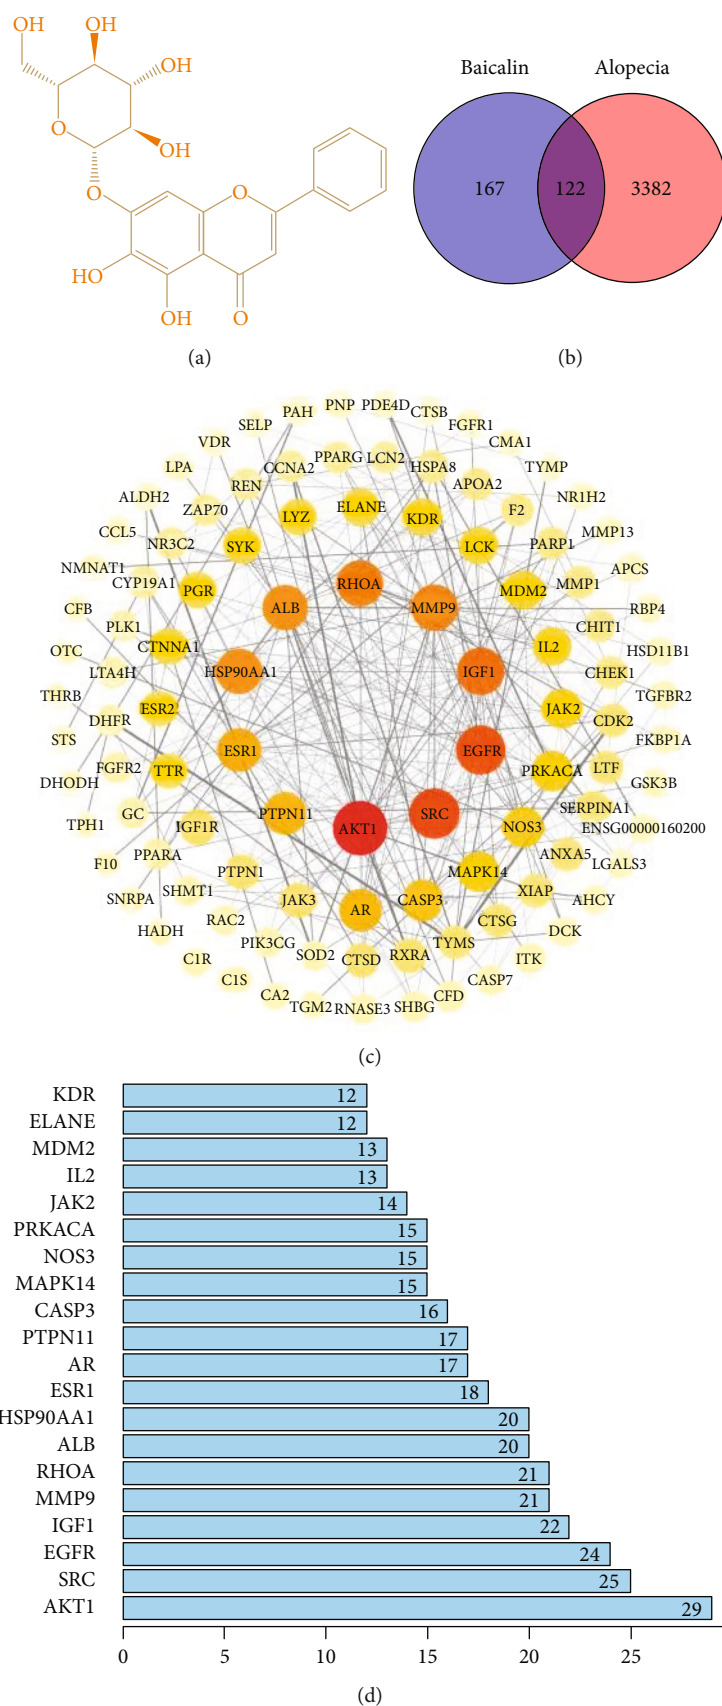 OH
OH
OH
HO
O
OH
O
O
HO
OH
O
(a)
Baicalin
Alopecia
167
122
3382
(b)
PAH
PNP
PDE4D
CTSB
SELP
FGFR1
VDR
CCNA2
PPARG
LCN2
HSPA8
CMA1
LPA
REN
APOA2
TYMP
ALDH2
ZAP70
LYZ
ELANE
KDR
F2
NR1H2
CCL5
NR3C2
SYK
LCK
PARP1
MMP13
NMNAT1
CYP19A1
PGR
RHOA
MDM2
MMP1
APCS
CFB
PLK1
ALB
MMP9
CHIT1
RBP4
OTC
LTA4H
CTNNA1
HSP90AA1
IGF1
IL2
CHEK1
HSD11B1
THRB
DHFR
ESR2
JAK2
CDK2
TGFBR2
STS
FGFR2
TTR
ESR1
EGFR
PRKACA
LTF
FKBP1A
DHODH
GSK3B
TPH1
GC
IGF1R
PTPN11
AKT1
SRC
NOS3
SERPINA1
ENSG00000160200
F10
PPARA
PTPN1
MAPK14
ANXA5
LGALS3
SNRPA
SHMT1
JAK3
AR
CASP3
CTSG
XIAP
AHCY
HADH
RAC2
PIK3CG
SOD2
CTSD
RXRA
TYMS
DCK
C1R
C1S
CA2
TGM2
RNASE3
SHBG
CFD
CASP7
ITK
(c)
KDR 12
ELANE 12
MDM2 13
IL2 13
JAK2 14
PRKACA 15
NOS3 15
MAPK14 15
CASP3 16
PTPN11 17
AR 17
ESR1 18
HSP90AA1 20
ALB 20
RHOA 21
MMP9 21
IGF1 22
EGFR 24
SRC 25
AKT1 29
0 5 10 15 20 25
(d)